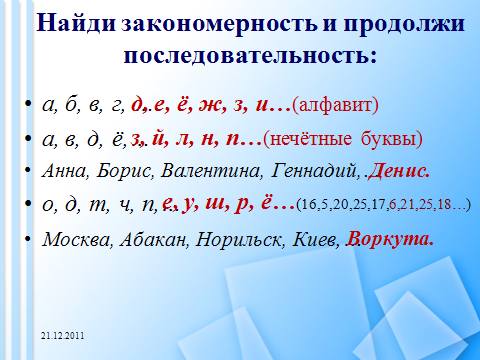 Найди закономерность и продолжи
последовательность:
• а, б, в, г, д, е, ё, ж, з, и…(алфавит)
• а, в, д, ё, з, й, л, н, п…(нечётные буквы)
• Анна, Борис, Валентина, Геннадий,…Денис.
• о, д, т, ч, п,…е, у, ш, р, ё…(16,5,20,25,17,6,21,25,18…)
• Москва, Абакан, Норильск, Киев, …Воркута.
21.12.2011